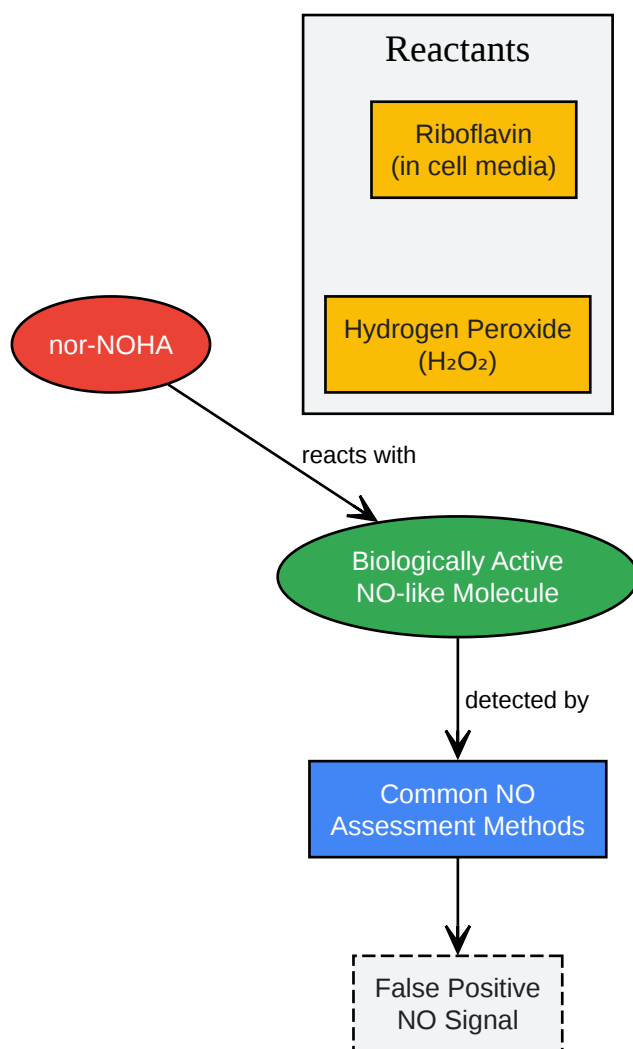 Reactants
Riboflavin
(in cell media)
Hydrogen Peroxide
(H₂O₂)
nor-NOHA
reacts with
Biologically Active
NO-like Molecule
detected by
Common NO
Assessment Methods
False Positive
NO Signal